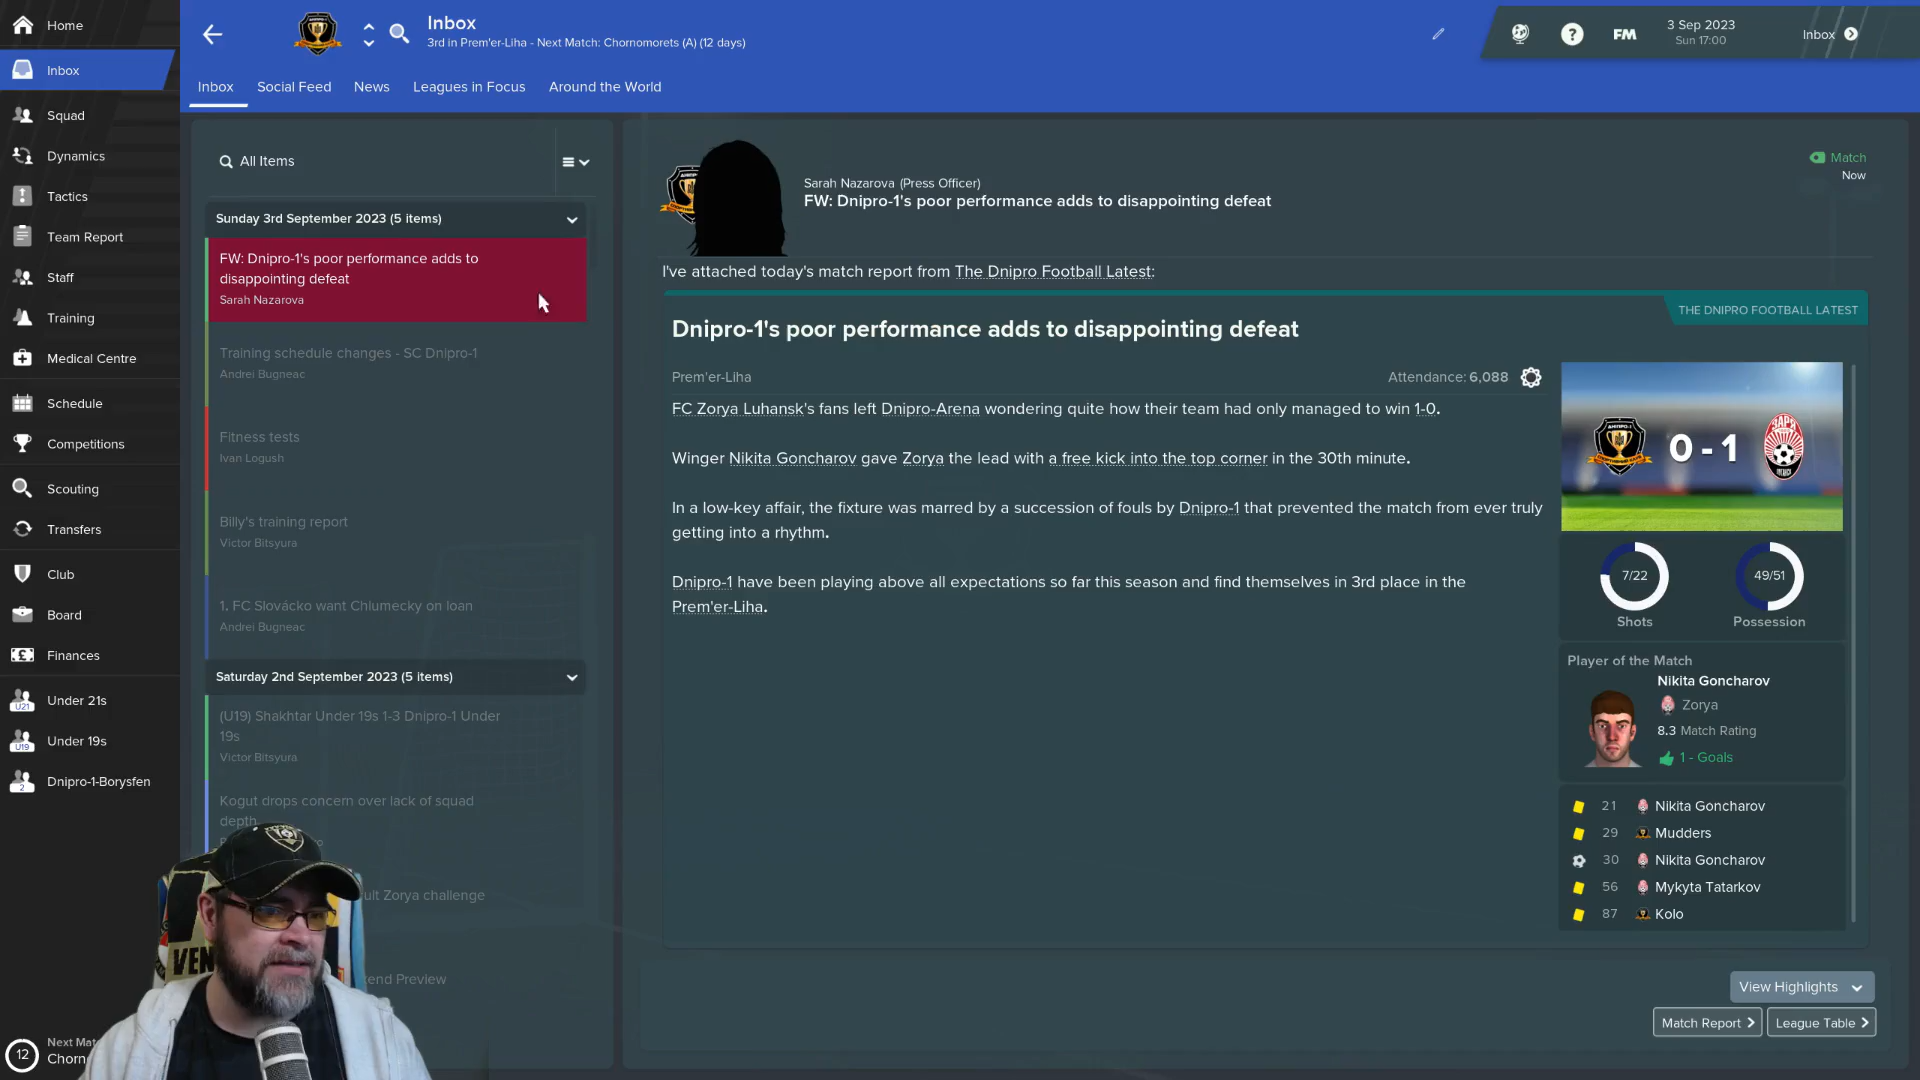 Home
Inbox
Squad
Dynamics
Tactics
Team Report
Staff
Training
Medical Centre
Schedule
Competitions
Scouting
Transfers
Club
Board
Finances
U21
Under 21s
U19
Under 19s
2
Dnipro-1-Borysfen
12
Next Mat
Chorn
Inbox
3rd in Prem'er-Liha - Next Match: Chornomorets (A) (12 days)
FM
3 Sep 2023
Sun 17:00
Inbox
Inbox
Social Feed
News
Leagues in Focus
Around the World
All Items
Sunday 3rd September 2023 (5 items)
FW: Dnipro-1's poor performance adds to
disappointing defeat
Sarah Nazarova
Training schedule changes - SC Dnipro-1
Andrei Bugneac
Fitness tests
Ivan Logush
Billy's training report
Victor Bitsyura
1. FC Slovácko want Chlumecky on loan
Andrei Bugneac
Saturday 2nd September 2023 (5 items)
(U19) Shakhtar Under 19s 1-3 Dnipro-1 Under
19s
Victor Bitsyura
Kogut drops concern over lack of squad
depth
ult Zorya challenge
kend Preview
VEN
Sarah Nazarova (Press Officer)
FW: Dnipro-1's poor performance adds to disappointing defeat
Match
Now
I've attached today's match report from The Dnipro Football Latest:
THE DNIPRO FOOTBALL LATEST
Dnipro-1's poor performance adds to disappointing defeat
Prem'er-Liha
Attendance: 6,088
FC Zorya Luhansk's fans left Dnipro-Arena wondering quite how their team had only managed to win 1-0.
Winger Nikita Goncharov gave Zorya the lead with a free kick into the top corner in the 30th minute.
In a low-key affair, the fixture was marred by a succession of fouls by Dnipro-1 that prevented the match from ever truly
getting into a rhythm.
Dnipro-1 have been playing above all expectations so far this season and find themselves in 3rd place in the
Prem'er-Liha.
0 - 1
7/22
Shots
49/51
Possession
Player of the Match
Nikita Goncharov
Zorya
8.3 Match Rating
1 - Goals
21 Nikita Goncharov
29 Mudders
30 Nikita Goncharov
56 Mykyta Tatarkov
87 Kolo
View Highlights
Match Report
League Table